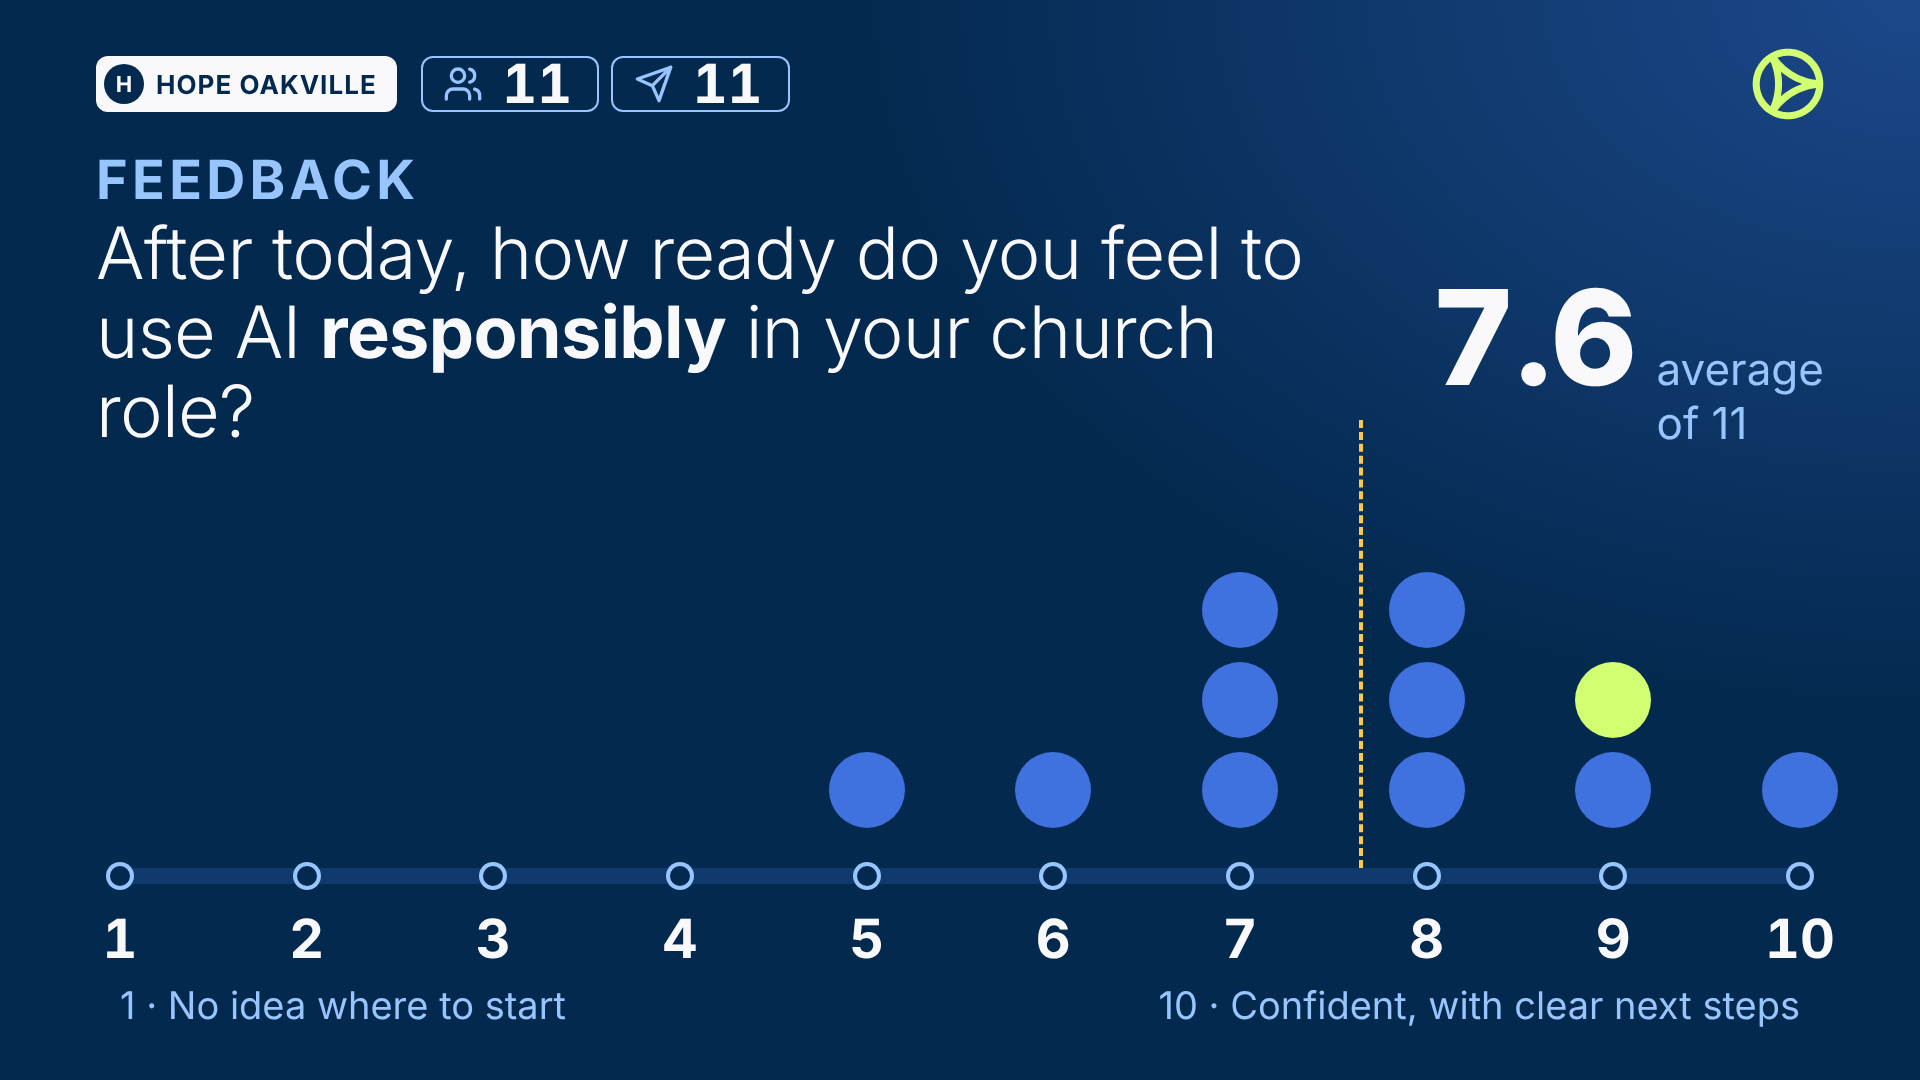 H HOPE OAKVILLE 11 11
FEEDBACK
After today, how ready do you feel to
use AI responsibly in your church
role?
7.6 average
of 11
1 2 3 4 5 6 7 8 9 10
1 · No idea where to start
10 · Confident, with clear next steps